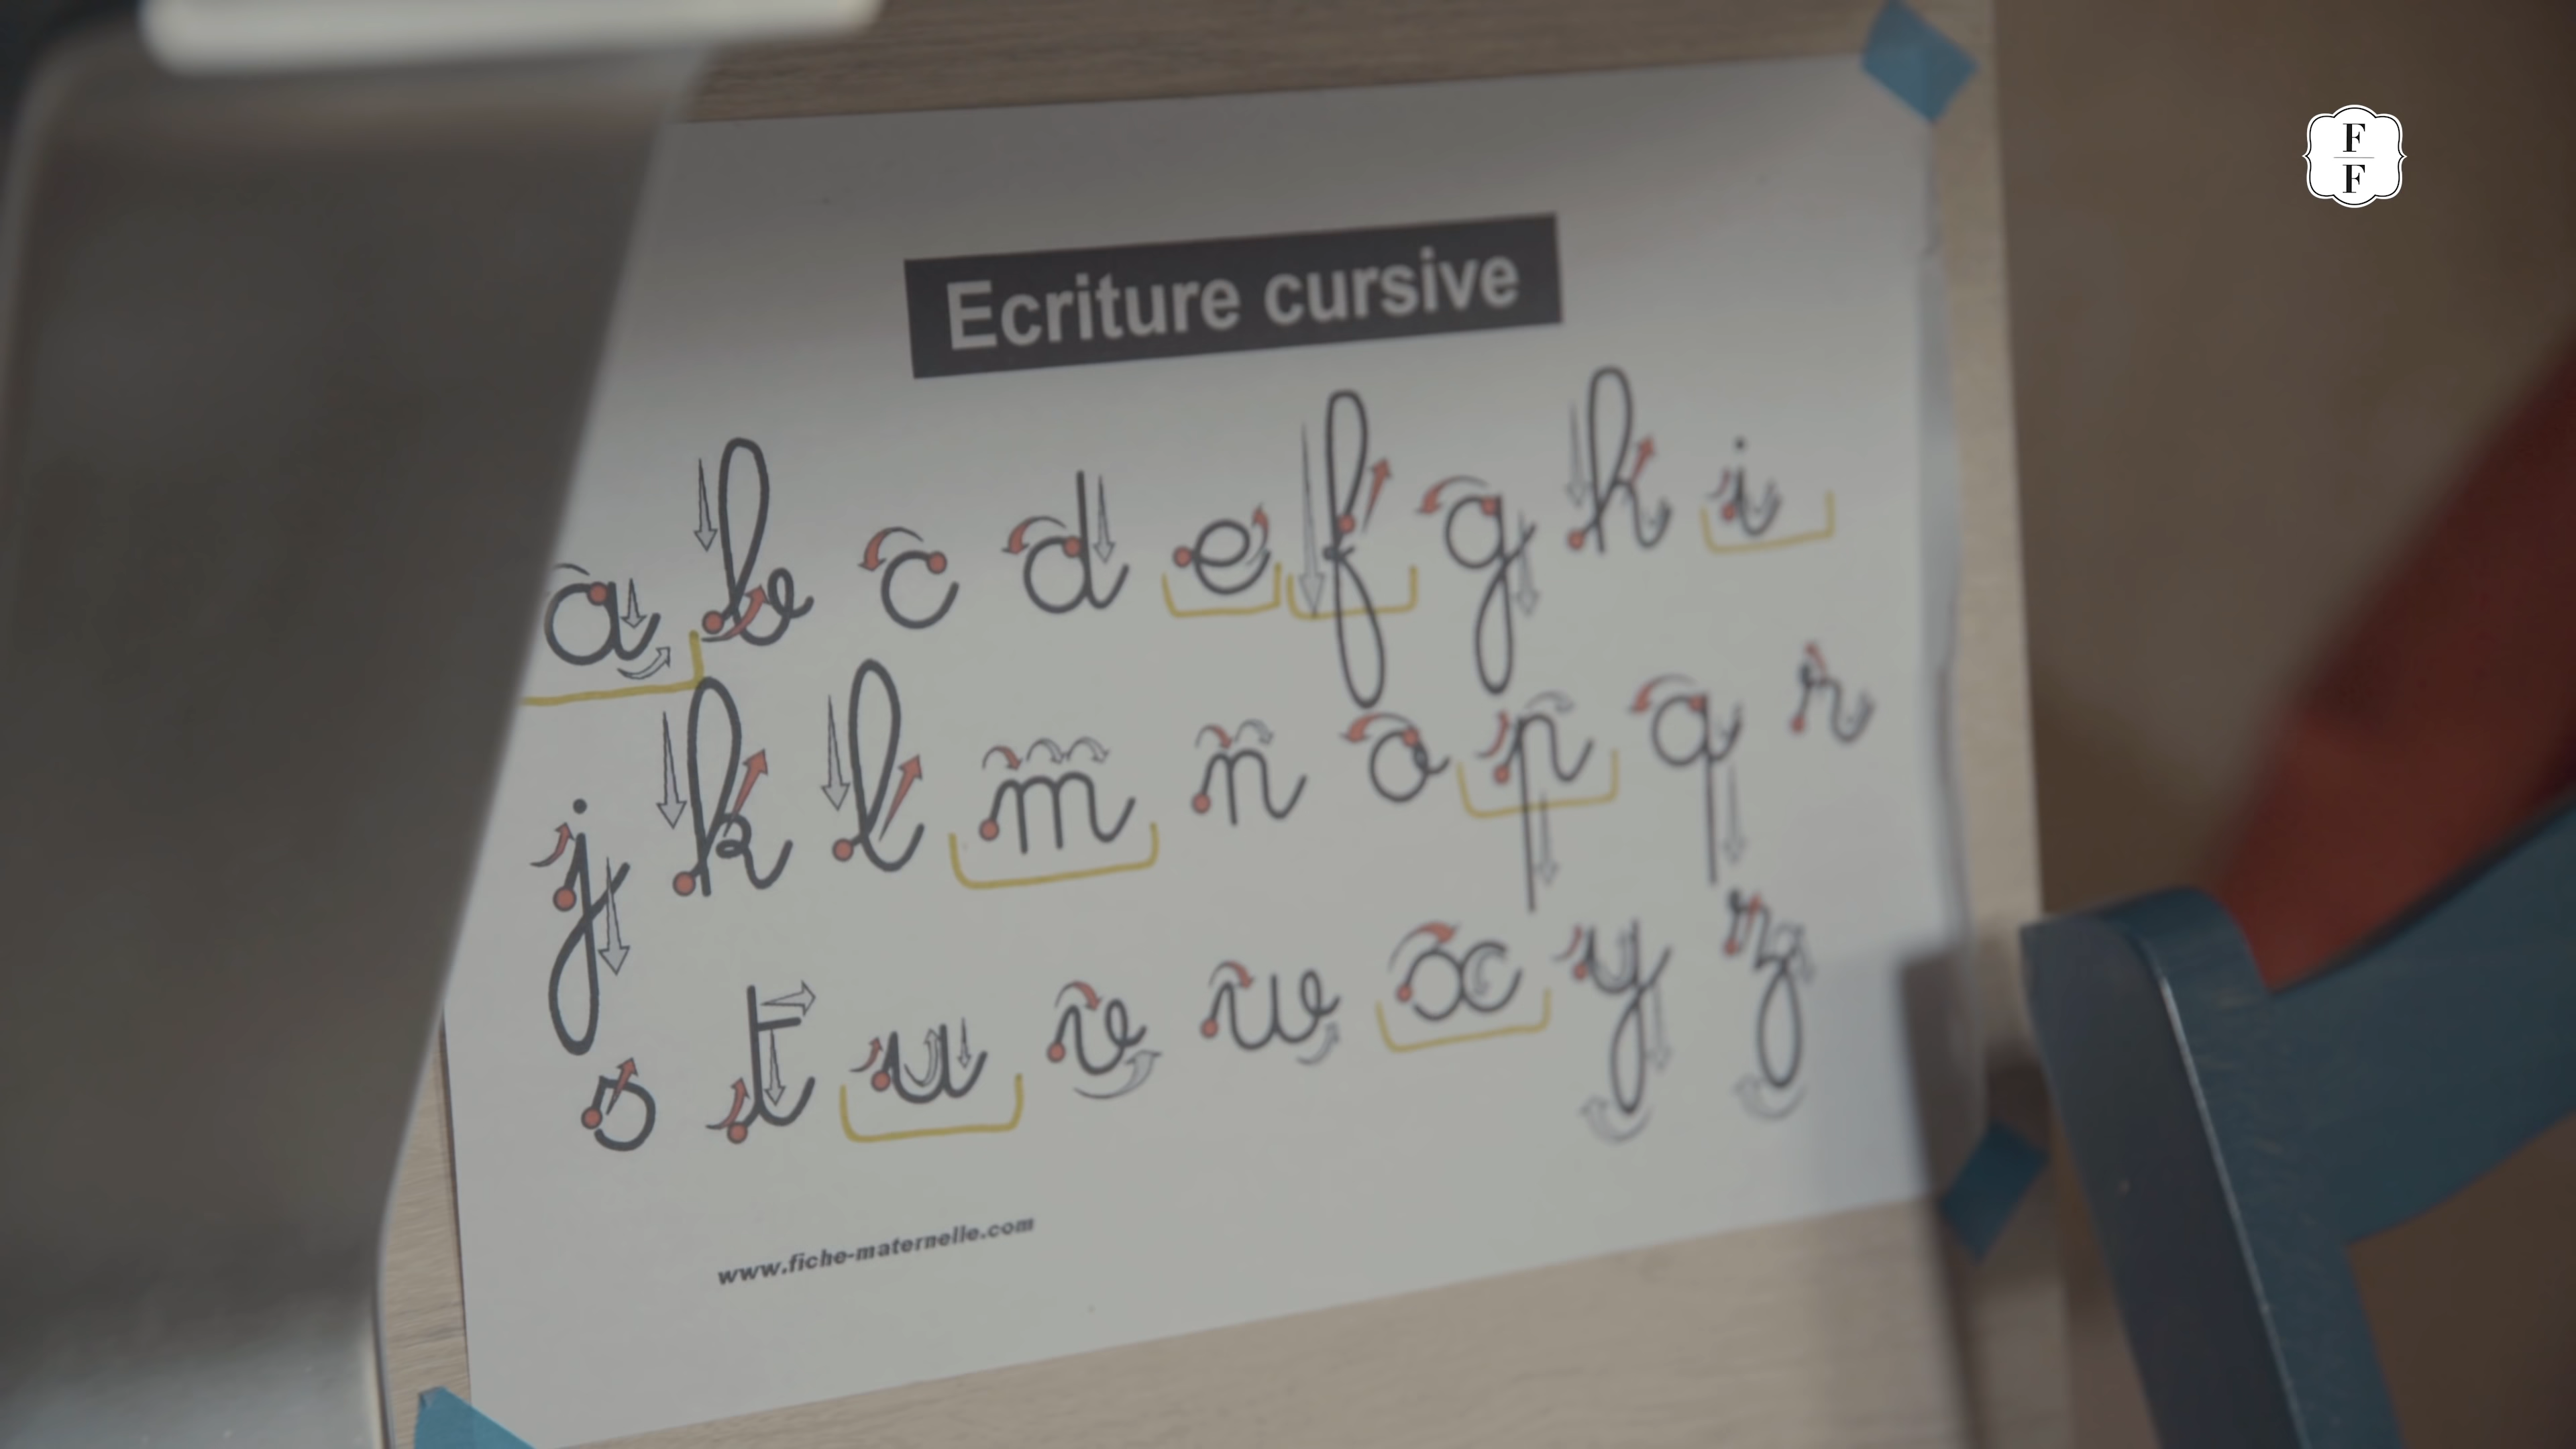 Ecriture cursive
a b c d e f g h i
j k l m n o p q r
s t u v w x y z
www.fiche-maternelle.com
F
F